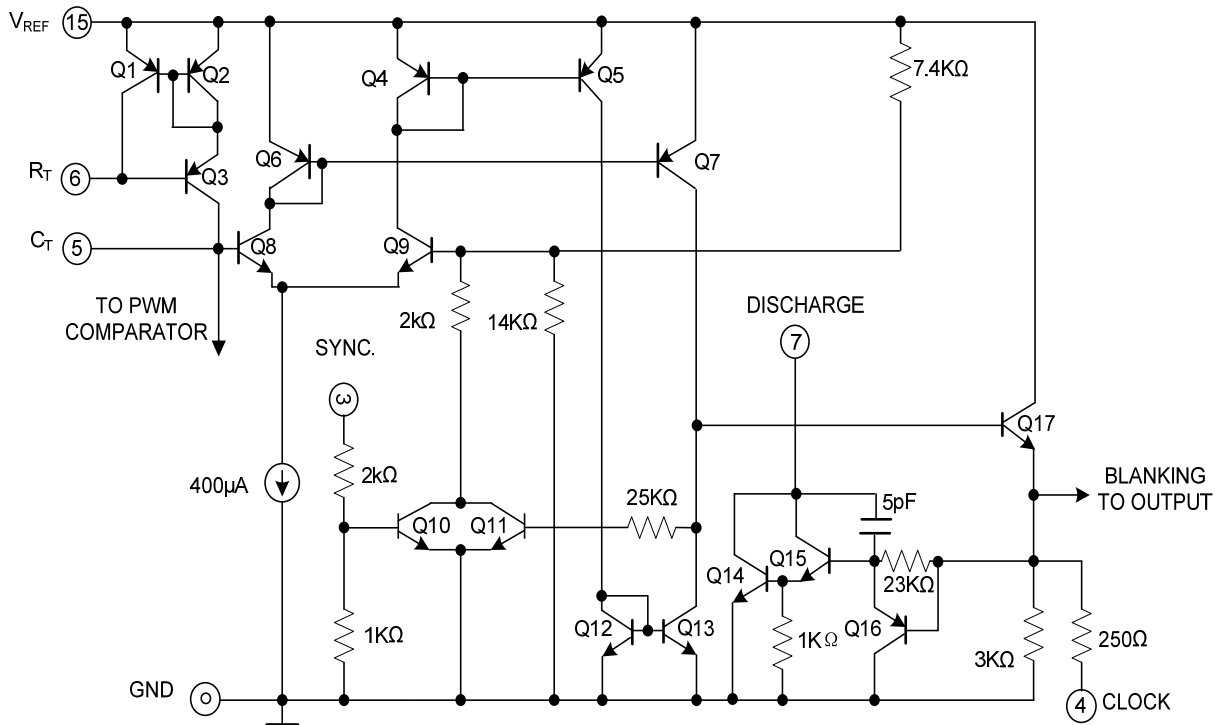 VREF 15
Q1
Q2
Q4
Q5
7.4KΩ
RT 6
Q3
Q6
Q7
CT 5
Q8
Q9
TO PWM
COMPARATOR
2kΩ
14KΩ
DISCHARGE
7
SYNC.
3
2kΩ
400µA
Q17
BLANKING
TO OUTPUT
25KΩ
5pF
Q10
Q11
Q14
Q15
23KΩ
1KΩ
Q12
Q13
1KΩ
Q16
3KΩ
250Ω
GND
4 CLOCK